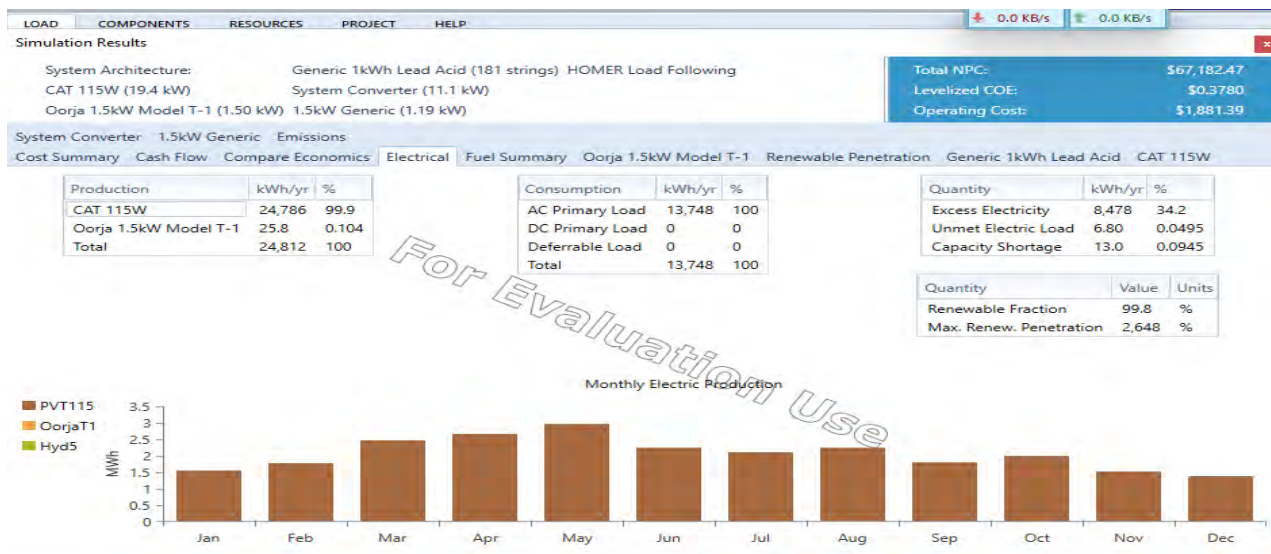 0.0 KB/s 0.0 KB/s
LOAD COMPONENTS RESOURCES PROJECT HELP
Simulation Results
x
System Architecture: Generic 1kWh Lead Acid (181 strings) HOMER Load Following
CAT 115W (19.4 kW) System Converter (11.1 kW)
Oorja 1.5kW Model T-1 (1.50 kW) 1.5kW Generic (1.19 kW)
Total NPC: $67,182.47
Levelized COE: $0.3780
Operating Cost: $1,881.39
System Converter 1.5kW Generic Emissions
Cost Summary Cash Flow Compare Economics Electrical Fuel Summary Oorja 1.5kW Model T-1 Renewable Penetration Generic 1kWh Lead Acid CAT 115W
Production kWh/yr %
CAT 115W 24,786 99.9
Oorja 1.5kW Model T-1 25.8 0.104
Total 24,812 100
Consumption kWh/yr %
AC Primary Load 13,748 100
DC Primary Load 0 0
Deferrable Load 0 0
Total 13,748 100
Quantity kWh/yr %
Excess Electricity 8,478 34.2
Unmet Electric Load 6.80 0.0495
Capacity Shortage 13.0 0.0945
Quantity Value Units
Renewable Fraction 99.8 %
Max. Renew. Penetration 2,648 %
For Evaluation Use
Monthly Electric Production
PVT115
OorjaT1
Hyd5
MWh
3.5
3
2.5
2
1.5
1
0.5
0
Jan Feb Mar Apr May Jun Jul Aug Sep Oct Nov Dec